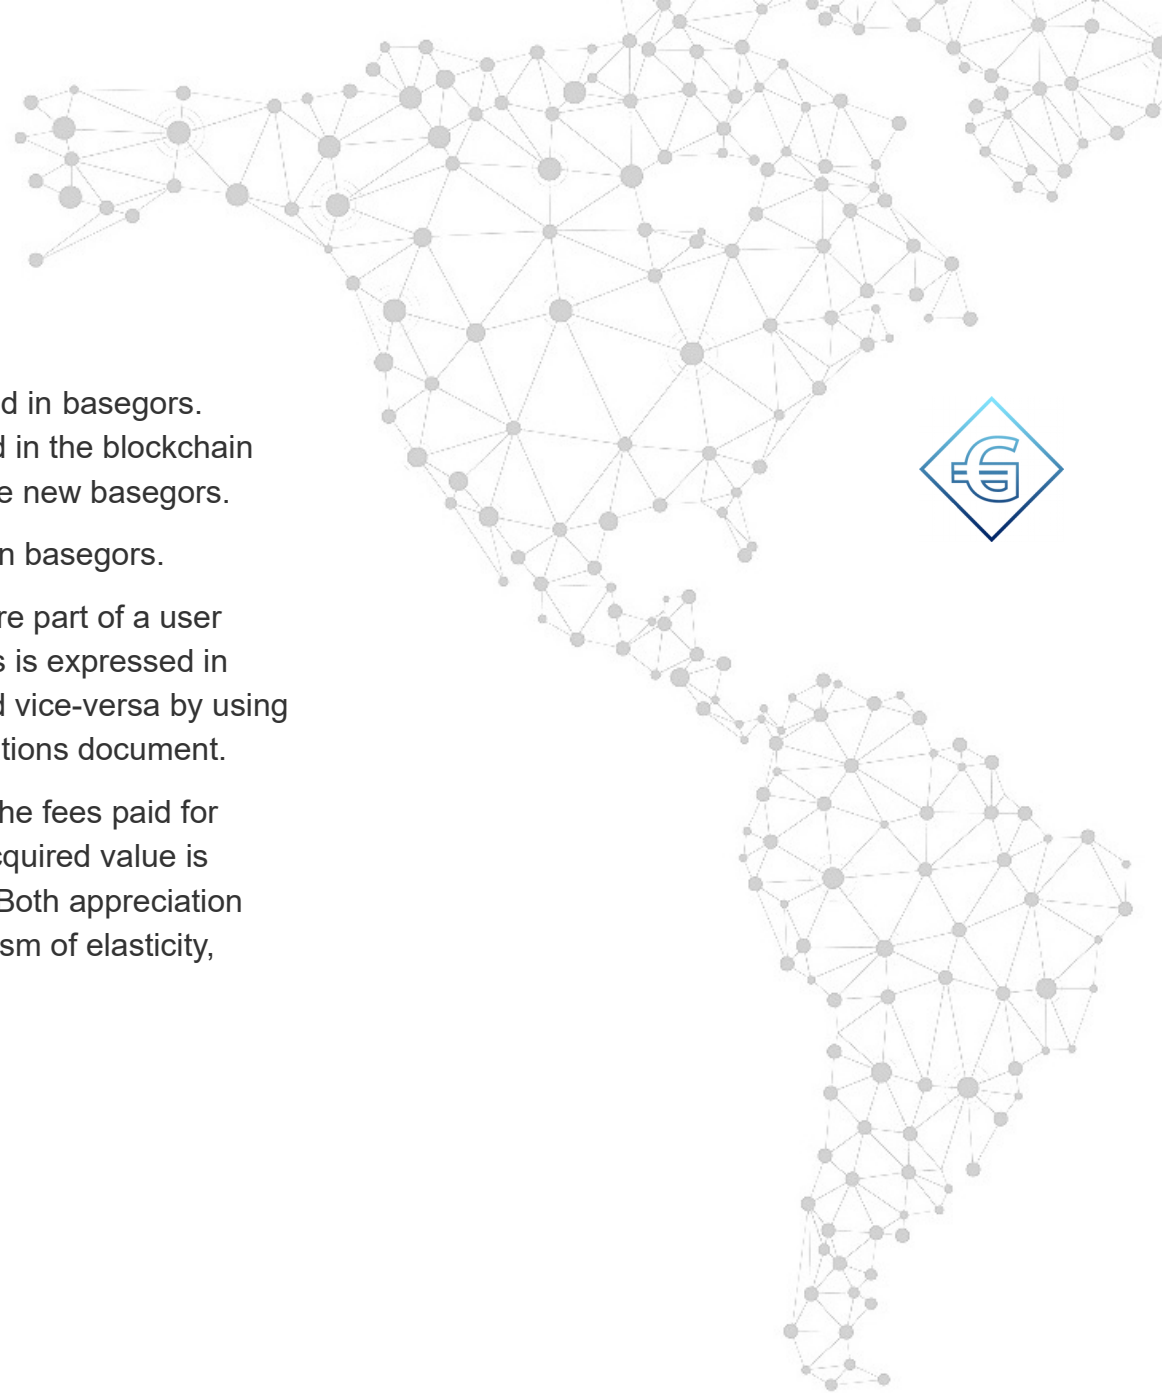 d in basegors.
d in the blockchain
e new basegors.
n basegors.
re part of a user
s is expressed in
d vice-versa by using
tions document.
he fees paid for
cquired value is
Both appreciation
sm of elasticity,